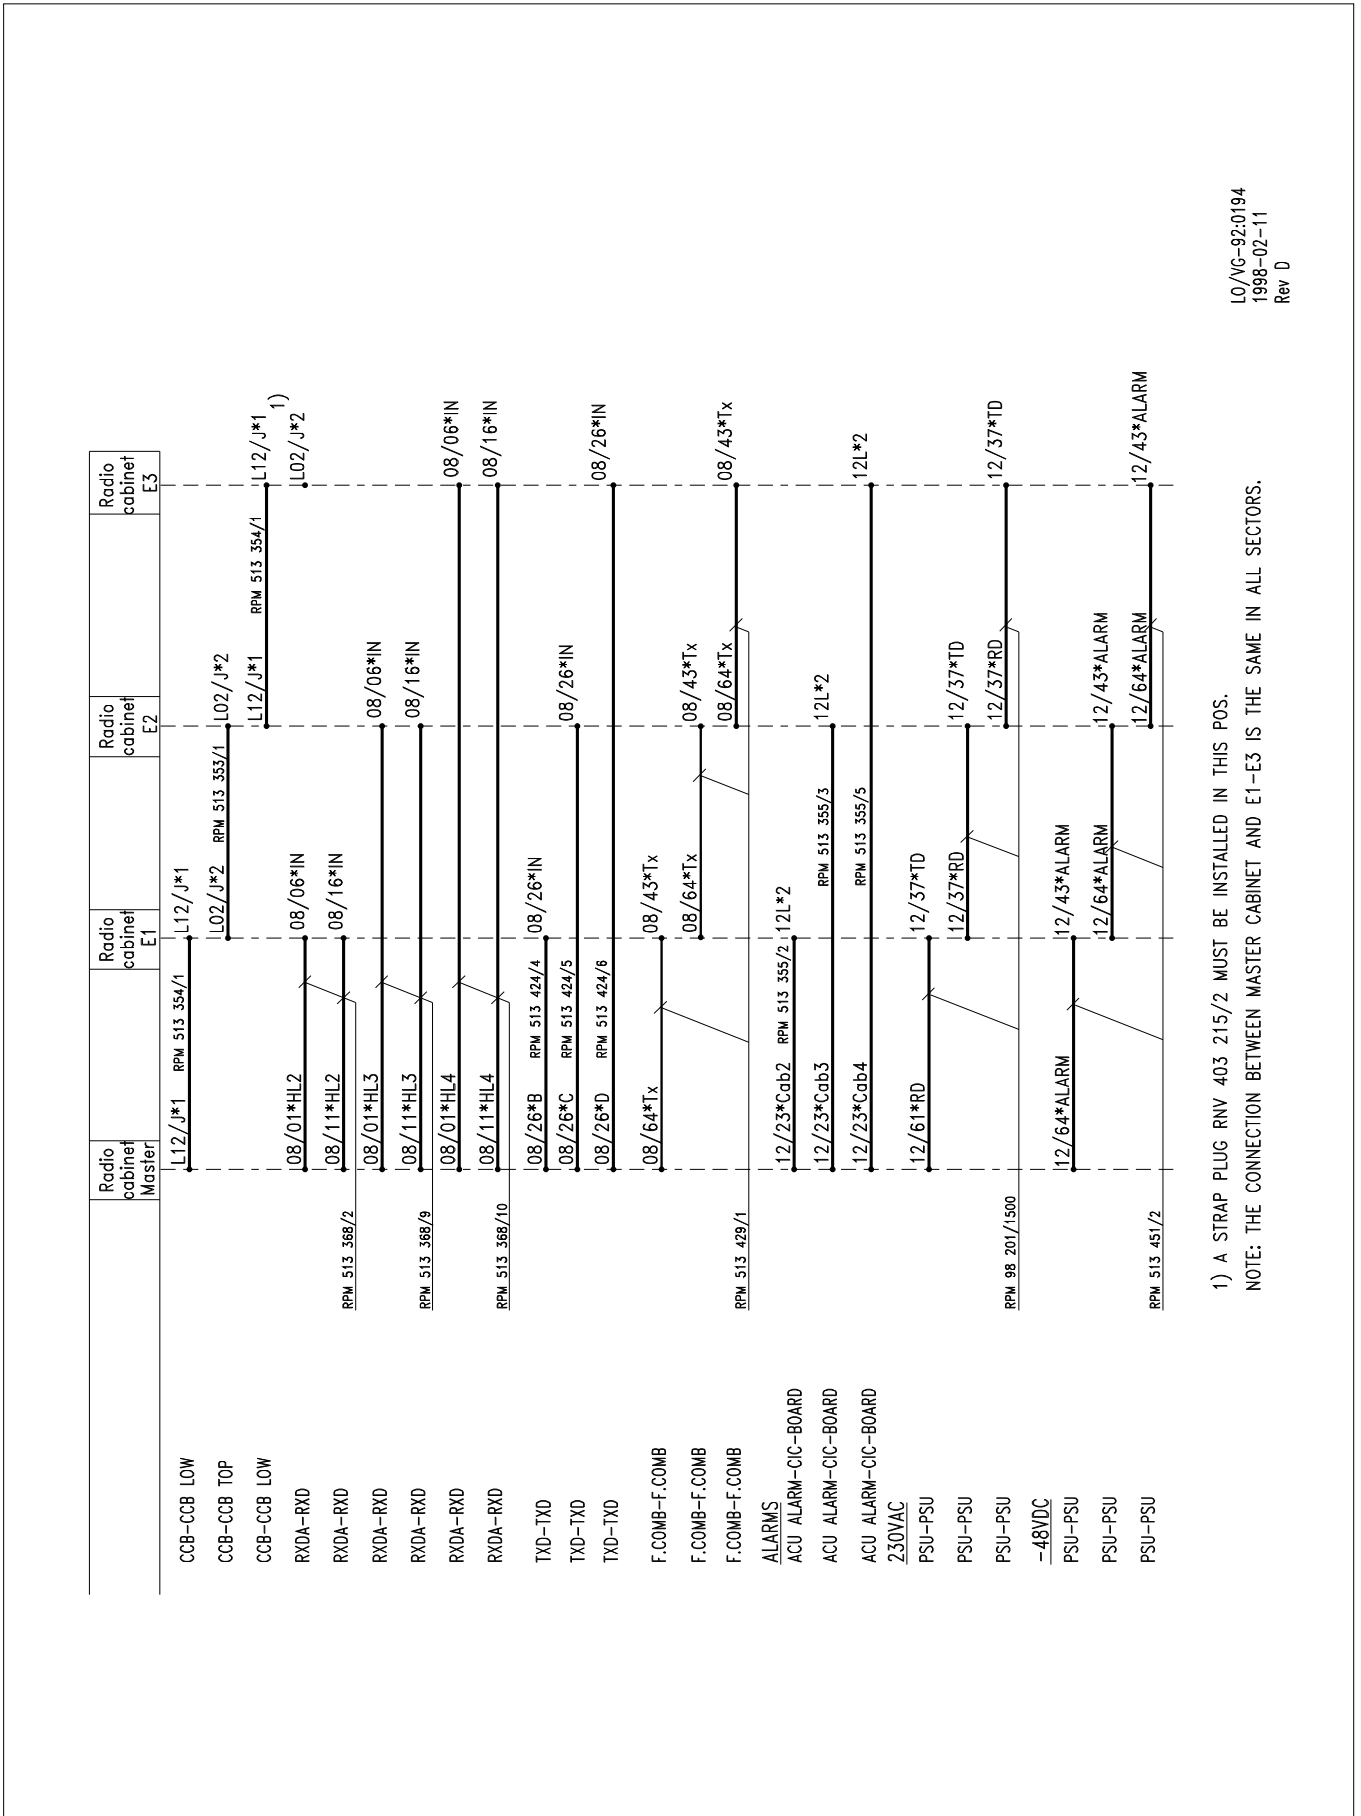 Radio
cabinet
Master
Radio
cabinet
E1
Radio
cabinet
E2
Radio
cabinet
E3
CCB-CCB LOW L12/J*1 RPM 513 354/1 L12/J*1
CCB-CCB TOP L02/J*2 RPM 513 353/1 L02/J*2
CCB-CCB LOW L12/J*1 RPM 513 354/1 L12/J*1
1)
RXDA-RXD 08/01*HL2 08/06*IN L02/J*2
RXDA-RXD 08/11*HL2 08/16*IN
RPM 513 368/2
RXDA-RXD 08/01*HL3 08/06*IN
RXDA-RXD 08/11*HL3 08/16*IN
RPM 513 368/9
RXDA-RXD 08/01*HL4 08/06*IN
RXDA-RXD 08/11*HL4 08/16*IN
RPM 513 368/10
TXD-TXD 08/26*B RPM 513 424/4 08/26*IN
TXD-TXD 08/26*C RPM 513 424/5 08/26*IN
TXD-TXD 08/26*D RPM 513 424/6 08/26*IN
F.COMB-F.COMB 08/64*Tx 08/43*Tx
F.COMB-F.COMB 08/64*Tx 08/43*Tx
F.COMB-F.COMB 08/64*Tx 08/43*Tx
RPM 513 429/1
ALARMS
ACU ALARM-CIC-BOARD 12/23*Cab2 RPM 513 355/2 12L*2
ACU ALARM-CIC-BOARD 12/23*Cab3 RPM 513 355/3 12L*2
ACU ALARM-CIC-BOARD 12/23*Cab4 RPM 513 355/5 12L*2
230VAC
PSU-PSU 12/61*RD 12/37*TD
PSU-PSU 12/37*RD 12/37*TD
PSU-PSU 12/37*RD 12/37*TD
RPM 98 201/1500
-48VDC
PSU-PSU 12/64*ALARM 12/43*ALARM
PSU-PSU 12/64*ALARM 12/43*ALARM
PSU-PSU 12/64*ALARM 12/43*ALARM
RPM 513 451/2
1) A STRAP PLUG RNV 403 215/2 MUST BE INSTALLED IN THIS POS.
NOTE: THE CONNECTION BETWEEN MASTER CABINET AND E1-E3 IS THE SAME IN ALL SECTORS.
LO/VG-92:0194
1998-02-11
Rev D